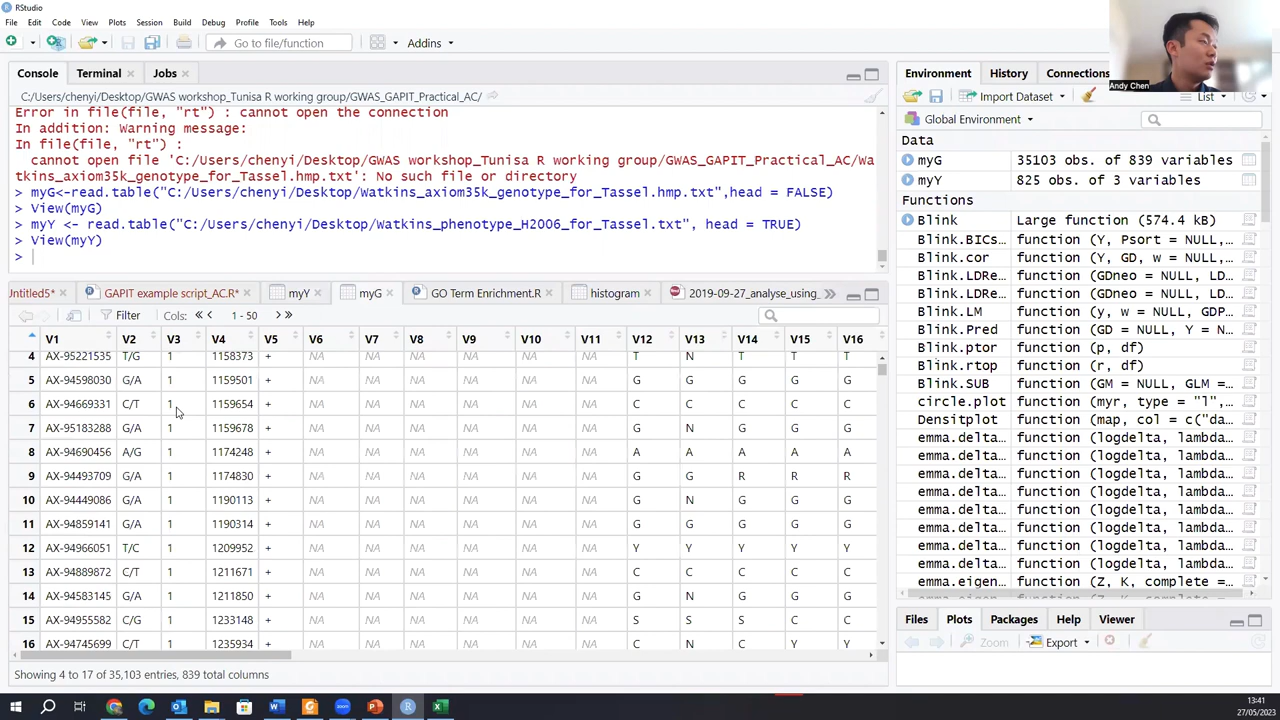 RStudio
File Edit Code View Plots Session Build Debug Profile Tools Help
Go to file/function Addins
Andy Chen
Console Terminal Jobs
C:/Users/chenyi/Desktop/GWAS workshop_Tunisa R working group/GWAS_GAPIT_Practical_AC/
Error in file(file, "rt") : cannot open the connection
In addition: Warning message:
In file(file, "rt") :
cannot open file 'C:/Users/chenyi/Desktop/GWAS workshop_Tunisa R working group/GWAS_GAPIT_Practical_AC/Wa
tkins_axiom35k_genotype_for_Tassel.hmp.txt': No such file or directory
> myG<-read.table("C:/Users/chenyi/Desktop/Watkins_axiom35k_genotype_for_Tassel.hmp.txt",head = FALSE)
> View(myG)
> myY <- read.table("C:/Users/chenyi/Desktop/Watkins_phenotype_H2006_for_Tassel.txt", head = TRUE)
> View(myY)
>
Untitled5* GAPIT example script_AC.R* myY myG GO Term Enrichment.R histogram 2019-09-27_analyse_using_
Filter Cols: 1 - 50
V1 V2 V3 V4 V5 V6 V7 V8 V9 V10 V11 V12 V13 V14 V15 V16
4 AX-95221535 T/G 1 1158373 + NA NA NA NA NA NA T N T T T
5 AX-94598030 G/A 1 1159501 + NA NA NA NA NA NA G G G G G
6 AX-94669331 C/T 1 1159654 + NA NA NA NA NA NA C C C C C
7 AX-95183288 G/A 1 1159678 + NA NA NA NA NA NA G N G G G
8 AX-94690456 A/G 1 1174248 + NA NA NA NA NA NA A A A A A
9 AX-94493709 G/A 1 1174830 + NA NA NA NA NA NA G G R R R
10 AX-94449086 G/A 1 1190113 + NA NA NA NA NA NA G N G G G
11 AX-94859141 G/A 1 1190314 + NA NA NA NA NA NA G G G G G
12 AX-94966051 T/C 1 1209952 + NA NA NA NA NA NA Y Y Y Y Y
13 AX-94889872 C/T 1 1211671 + NA NA NA NA NA NA C C C C C
14 AX-94583145 G/A 1 1211850 + NA NA NA NA NA NA G N G G G
15 AX-94955582 C/G 1 1233148 + NA NA NA NA NA NA S S S C C
16 AX-94745699 T/C 1 1235934 + NA NA NA NA NA NA C N C Y Y
Showing 4 to 17 of 35,103 entries, 839 total columns
Environment History Connections
Import Dataset List
Global Environment
Data
myG 35103 obs. of 839 variables
myY 825 obs. of 3 variables
Functions
Blink Large function (574.4 kB)
Blink.BICs… function (Y, Psort = NULL,…
Blink.cor function (Y, w = NULL, GD,…
Blink.LDRe… function (GDneo = NULL, LD…
Blink.LDRe… function (GDneo = NULL, LD…
Blink.LM function (y, w = NULL, GDP…
Blink.Pred function (GD = NULL, Y = N…
Blink.ptor function (p, df)
Blink.rtop function (r, df)
Blink.SUB function (GM = NULL, GLM =…
circle.plot function (myr, type = "l",…
Densitplot function (map, col = c("da…
emma.delta… function (logdelta, lambda…
emma.delta… function (logdelta, lambda…
emma.delta… function (logdelta, lambda…
emma.delta… function (logdelta, lambda…
emma.delta… function (logdelta, lambda…
emma.delta… function (logdelta, lambda…
emma.eigen… function (Z, K, complete =…
Files Plots Packages Help Viewer
Zoom Export
13:41
27/05/2023